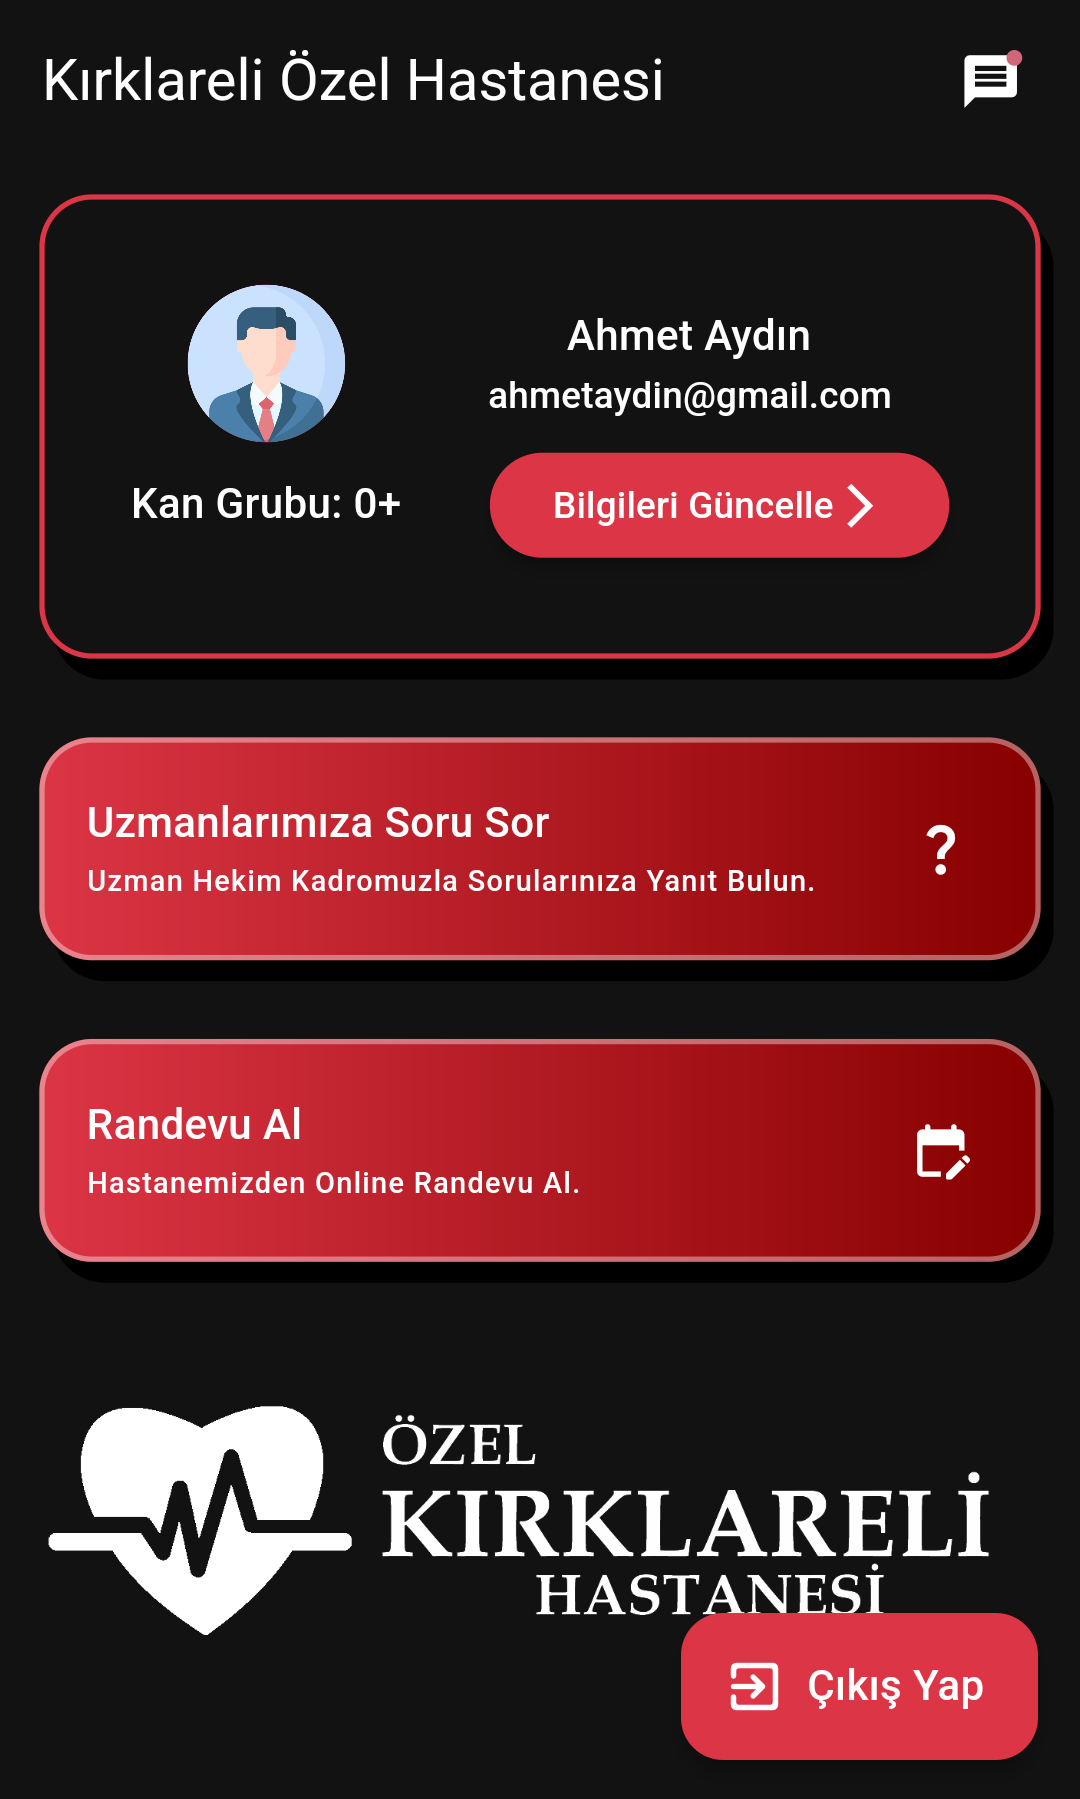 Kırklareli Özel Hastanesi
Ahmet Aydın
ahmetaydin@gmail.com
Kan Grubu: 0+
Bilgileri Güncelle
Uzmanlarımıza Soru Sor
Uzman Hekim Kadromuzla Sorularınıza Yanıt Bulun.
?
Randevu Al
Hastanemizden Online Randevu Al.
ÖZEL
KIRKLARELİ
HASTANESİ
Çıkış Yap